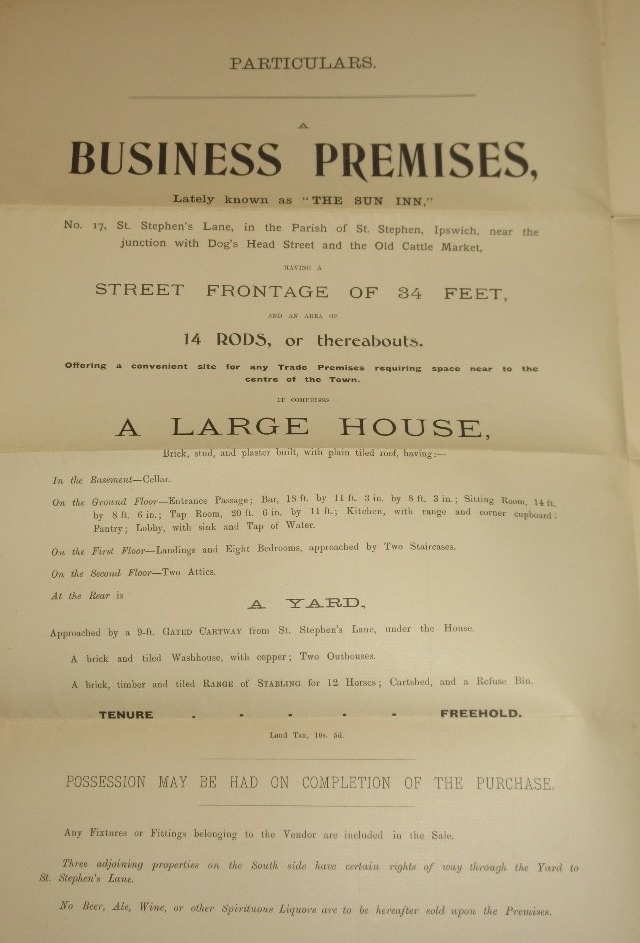 PARTICULARS.
A
BUSINESS PREMISES,
Lately known as "THE SUN INN,"
No. 17, St. Stephen's Lane, in the Parish of St. Stephen, Ipswich, near the
junction with Dog's Head Street and the Old Cattle Market,
HAVING A
STREET FRONTAGE OF 34 FEET,
AND AN AREA OF
14 RODS, or thereabouts.
Offering a convenient site for any Trade Premises requiring space near to the
centre of the Town.
IT COMPRISES
A LARGE HOUSE,
Brick, stud, and plaster built, with plain tiled roof, having:—
In the Basement—Cellar.
On the Ground Floor—Entrance Passage; Bar, 18 ft. by 11 ft. 3 in. by 8 ft. 3 in.; Sitting Room, 14 ft.
by 8 ft. 6 in.; Tap Room, 20 ft. 6 in. by 11 ft.; Kitchen, with range and corner cupboard;
Pantry; Lobby, with sink and Tap of Water.
On the First Floor—Landings and Eight Bedrooms, approached by Two Staircases.
On the Second Floor—Two Attics.
At the Rear is
A YARD,
Approached by a 9-ft. GATED CARTWAY from St. Stephen's Lane, under the House.
A brick and tiled Washhouse, with copper; Two Outhouses.
A brick, timber and tiled RANGE OF STABLING for 12 Horses; Cartshed, and a Refuse Bin.
TENURE . - - - - FREEHOLD.
Land Tax, 10s. 5d.
POSSESSION MAY BE HAD ON COMPLETION OF THE PURCHASE.
Any Fixtures or Fittings belonging to the Vendor are included in the Sale.
Three adjoining properties on the South side have certain rights of way through the Yard to
St. Stephen's Lane.
No Beer, Ale, Wine, or other Spirituous Liquors are to be hereafter sold upon the Premises.